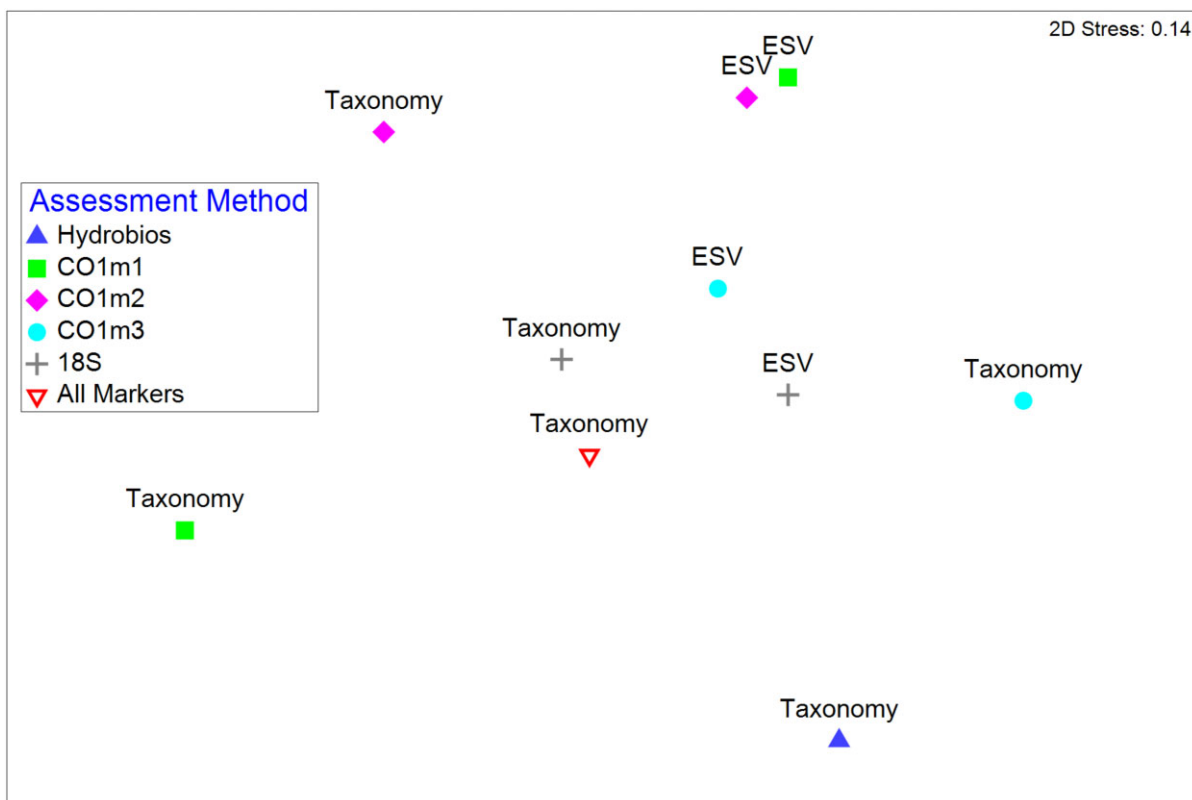 2D Stress: 0.14
ESV
ESV
Taxonomy
Assessment Method
Hydrobios
CO1m1
CO1m2
CO1m3
18S
All Markers
ESV
Taxonomy
ESV
Taxonomy
Taxonomy
Taxonomy
Taxonomy